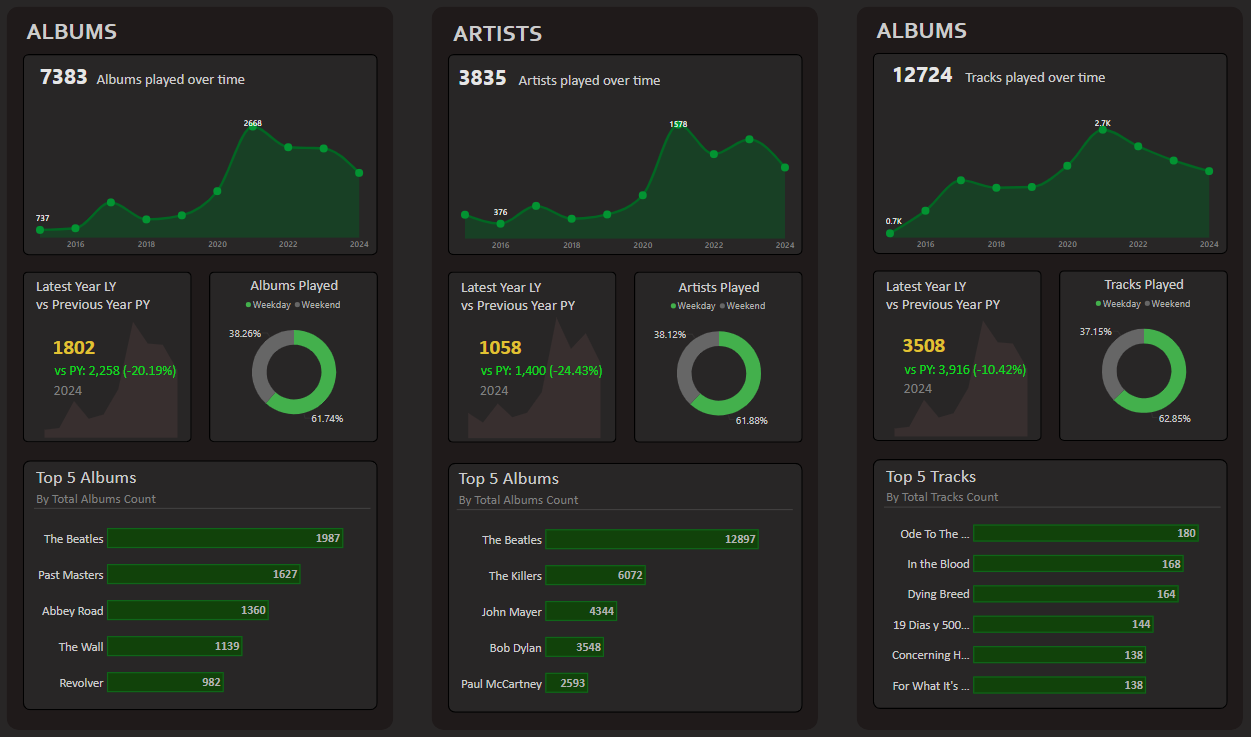 ALBUMS
7383 Albums played over time
2668
737
2016 2018 2020 2022 2024
Latest Year LY
vs Previous Year PY
1802
vs PY: 2,258 (-20.19%)
2024
Albums Played
Weekday Weekend
38.26%
61.74%
Top 5 Albums
By Total Albums Count
The Beatles 1987
Past Masters 1627
Abbey Road 1360
The Wall 1139
Revolver 982
ARTISTS
3835 Artists played over time
1578
376
2016 2018 2020 2022 2024
Latest Year LY
vs Previous Year PY
1058
vs PY: 1,400 (-24.43%)
2024
Artists Played
Weekday Weekend
38.12%
61.88%
Top 5 Albums
By Total Albums Count
The Beatles 12897
The Killers 6072
John Mayer 4344
Bob Dylan 3548
Paul McCartney 2593
ALBUMS
12724 Tracks played over time
2.7K
0.7K
2016 2018 2020 2022 2024
Latest Year LY
vs Previous Year PY
3508
vs PY: 3,916 (-10.42%)
2024
Tracks Played
Weekday Weekend
37.15%
62.85%
Top 5 Tracks
By Total Tracks Count
Ode To The ... 180
In the Blood 168
Dying Breed 164
19 Dias y 500... 144
Concerning H... 138
For What It's ... 138